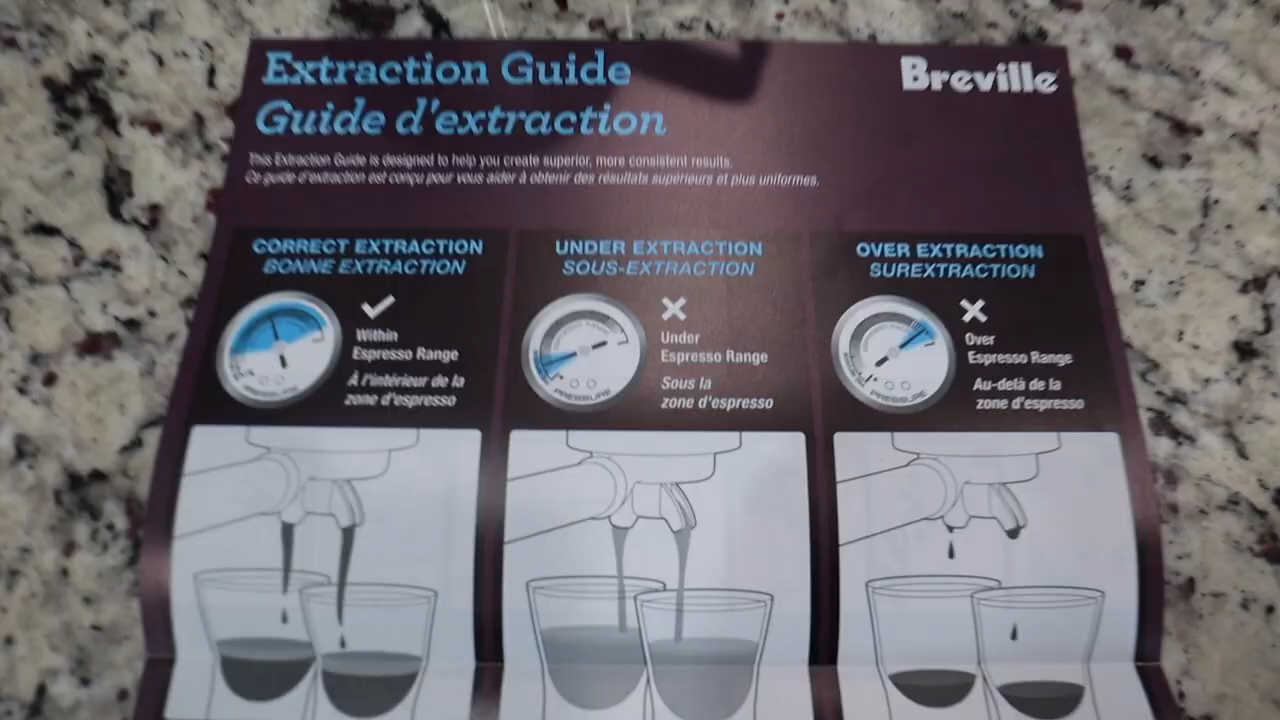 Extraction Guide
Guide d'extraction
Breville
This Extraction Guide is designed to help you create superior, more consistent results.
Ce guide d'extraction est conçu pour vous aider à obtenir des résultats supérieurs et plus uniformes.
CORRECT EXTRACTION
BONNE EXTRACTION
Within
Espresso Range
À l'intérieur de la
zone d'espresso
UNDER EXTRACTION
SOUS-EXTRACTION
PRESSURE
Under
Espresso Range
Sous la
zone d'espresso
OVER EXTRACTION
SUREXTRACTION
PRESSURE
Over
Espresso Range
Au-delà de la
zone d'espresso